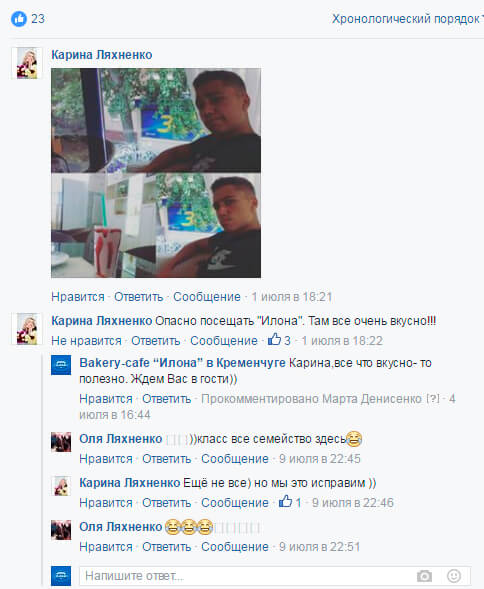 23
Хронологический порядок
Карина Ляхненко
Нравится · Ответить · Сообщение · 1 июля в 18:21
Карина Ляхненко Опасно посещать "Илона". Там все очень вкусно!!!
Не нравится · Ответить · Сообщение · 3 · 1 июля в 18:22
Bakery-cafe “Илона” в Кременчуге Карина,все что вкусно- то
полезно. Ждем Вас в гости))
Нравится · Ответить · Прокомментировано Марта Денисенко [?] · 4
июля в 16:44
Оля Ляхненко ))класс все семейство здесь😂
Нравится · Ответить · Сообщение · 9 июля в 22:45
Карина Ляхненко Ещё не все) но мы это исправим ))
Нравится · Ответить · Сообщение · 1 · 9 июля в 22:46
Оля Ляхненко 😂😂😂
Нравится · Ответить · Сообщение · 9 июля в 22:51
Напишите ответ...